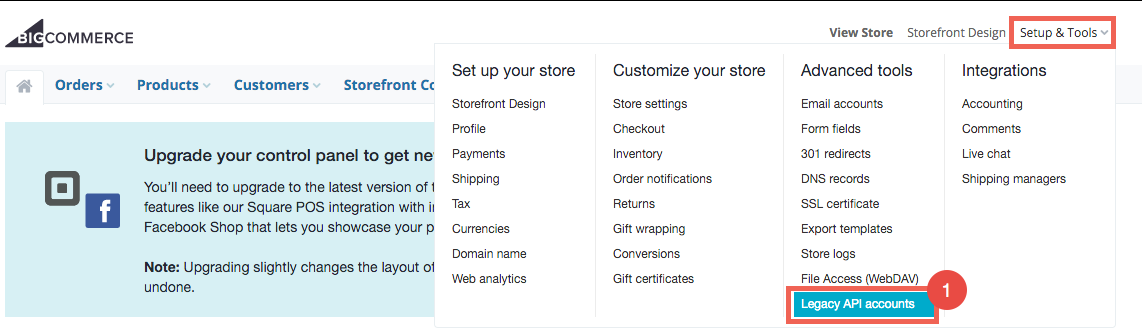 BIGCOMMERCE
View Store Storefront Design Setup & Tools
Orders Products Customers Storefront Co
Set up your store
Storefront Design
Profile
Payments
Shipping
Tax
Currencies
Domain name
Web analytics
Customize your store
Store settings
Checkout
Inventory
Order notifications
Returns
Gift wrapping
Conversions
Gift certificates
Advanced tools
Email accounts
Form fields
301 redirects
DNS records
SSL certificate
Export templates
Store logs
File Access (WebDAV)
Legacy API accounts
1
Integrations
Accounting
Comments
Live chat
Shipping managers
Upgrade your control panel to get ne
You'll need to upgrade to the latest version of
features like our Square POS integration with in
Facebook Shop that lets you showcase your p
Note: Upgrading slightly changes the layout of
undone.
f